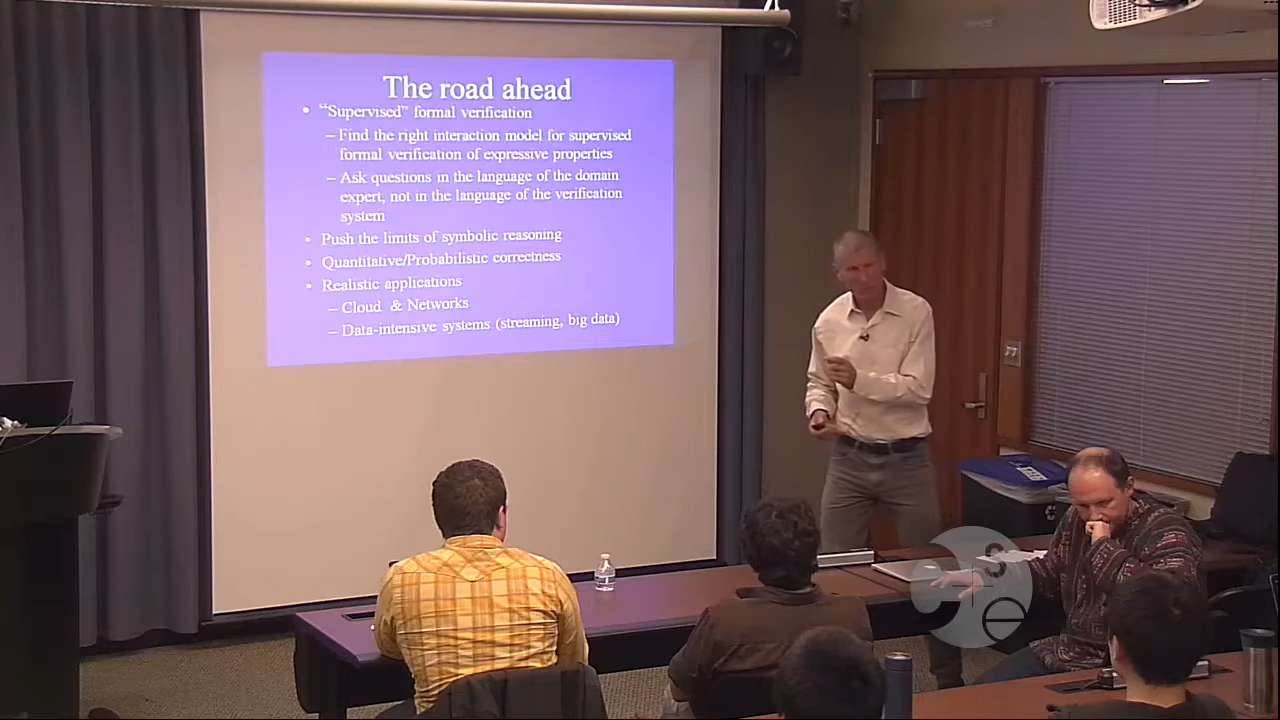 The road ahead
• “Supervised” formal verification
– Find the right interaction model for supervised
formal verification of expressive properties
– Ask questions in the language of the domain
expert, not in the language of the verification
system
• Push the limits of symbolic reasoning
• Quantitative/Probabilistic correctness
• Realistic applications
– Cloud & Networks
– Data-intensive systems (streaming, big data)
CSE